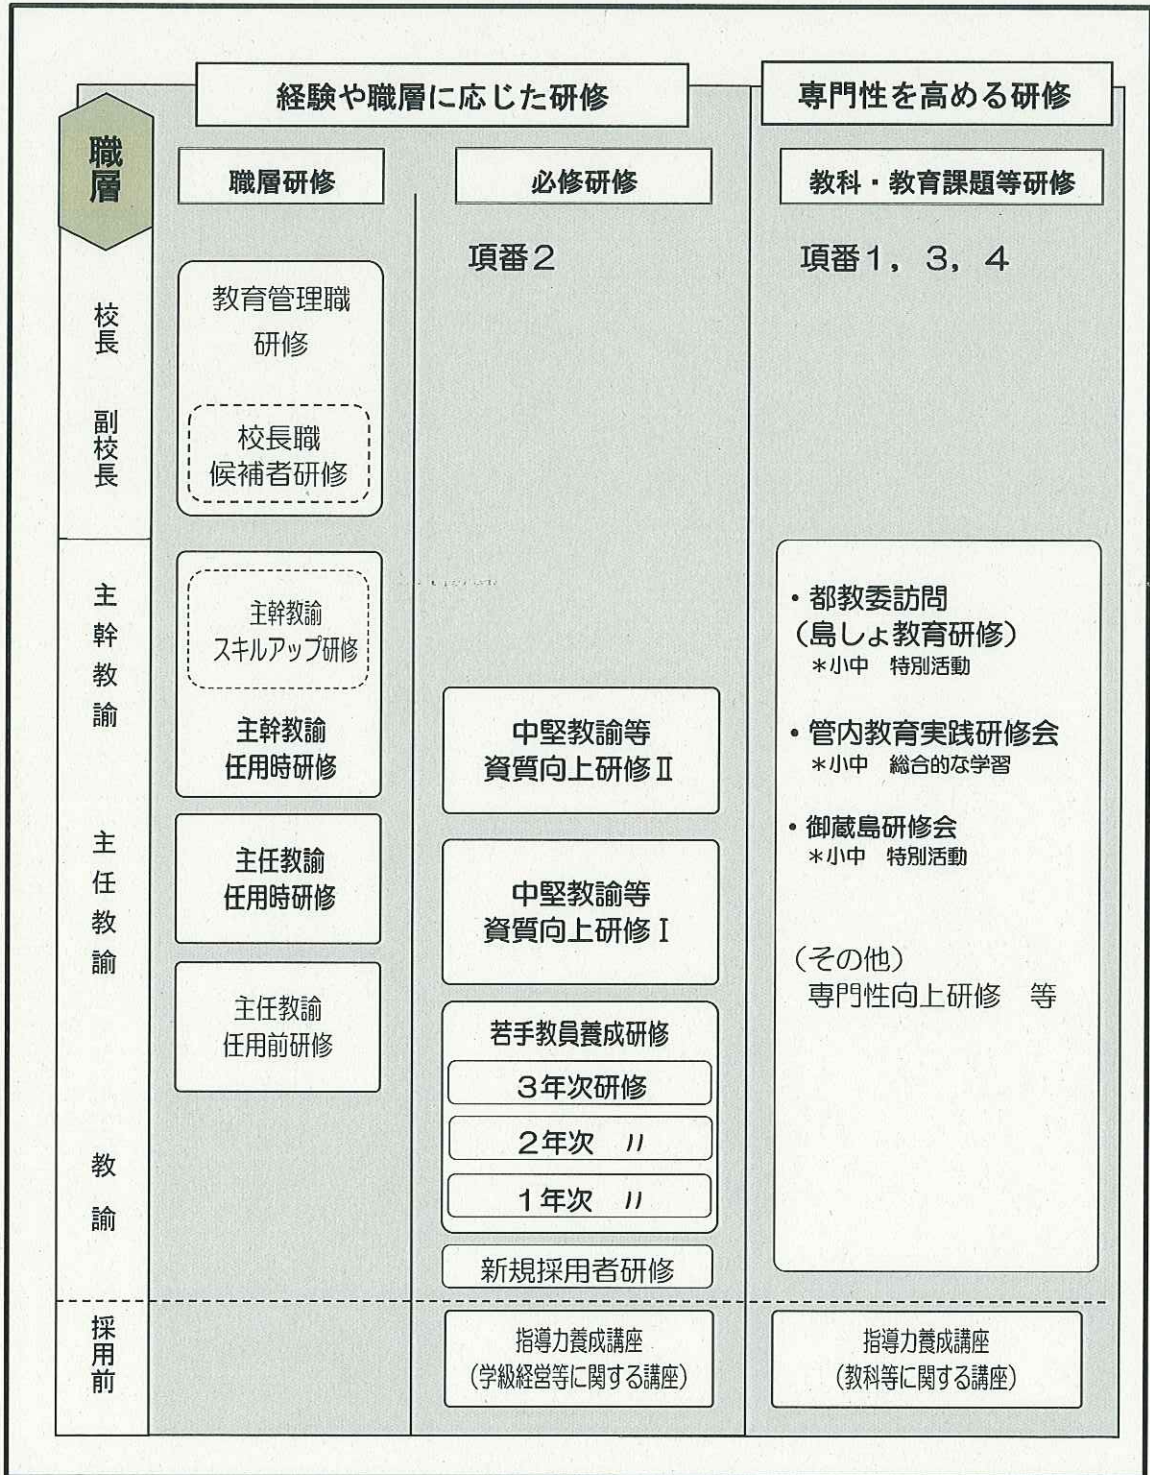 経験や職層に応じた研修
専門性を高める研修
職層
職層研修
必修研修
教科・教育課題等研修
項番2
項番1，3，4
校長
副校長
主幹教諭
主任教諭
教諭
採用前
教育管理職
研修
校長職
候補者研修
主幹教諭
スキルアップ研修
主幹教諭
任用時研修
主任教諭
任用時研修
主任教諭
任用前研修
中堅教諭等
資質向上研修Ⅱ
中堅教諭等
資質向上研修Ⅰ
若手教員養成研修
3年次研修
2年次　〃
1年次　〃
新規採用者研修
指導力養成講座
(学級経営等に関する講座)
・都教委訪問
（島しょ教育研修）
＊小中　特別活動
・管内教育実践研修会
＊小中　総合的な学習
・御蔵島研修会
＊小中　特別活動
（その他）
専門性向上研修　等
指導力養成講座
(教科等に関する講座)